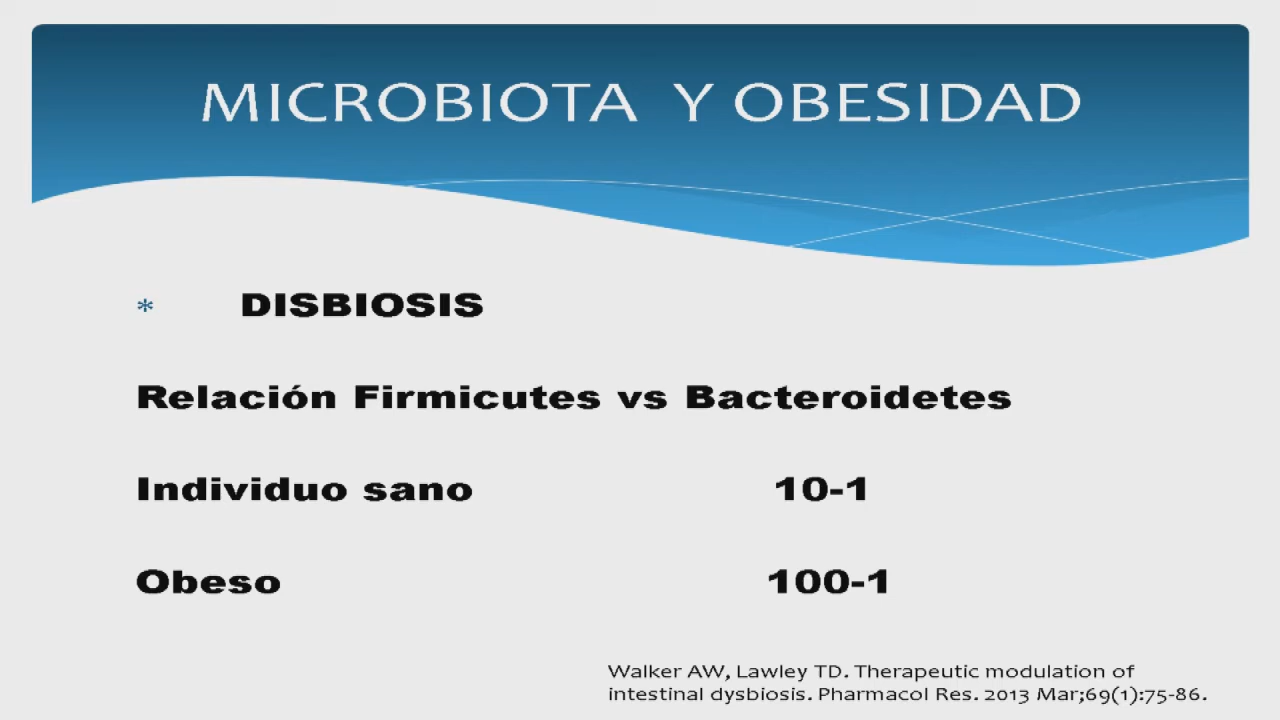 MICROBIOTA Y OBESIDAD
* DISBIOSIS
Relación Firmicutes vs Bacteroidetes
Individuo sano 10-1
Obeso 100-1
Walker AW, Lawley TD. Therapeutic modulation of
intestinal dysbiosis. Pharmacol Res. 2013 Mar;69(1):75-86.